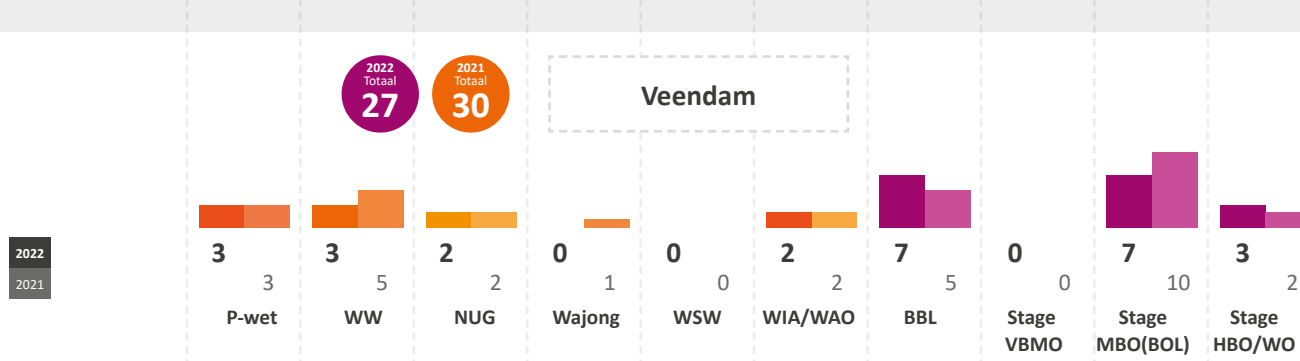 2022
Totaal
27
2021
Totaal
30
Veendam
2022
3 3 2 0 0 2 7 0 7 3
2021
3 5 2 1 0 2 5 0 10 2
P-wet WW NUG Wajong WSW WIA/WAO BBL Stage Stage Stage
VBMO MBO(BOL) HBO/WO